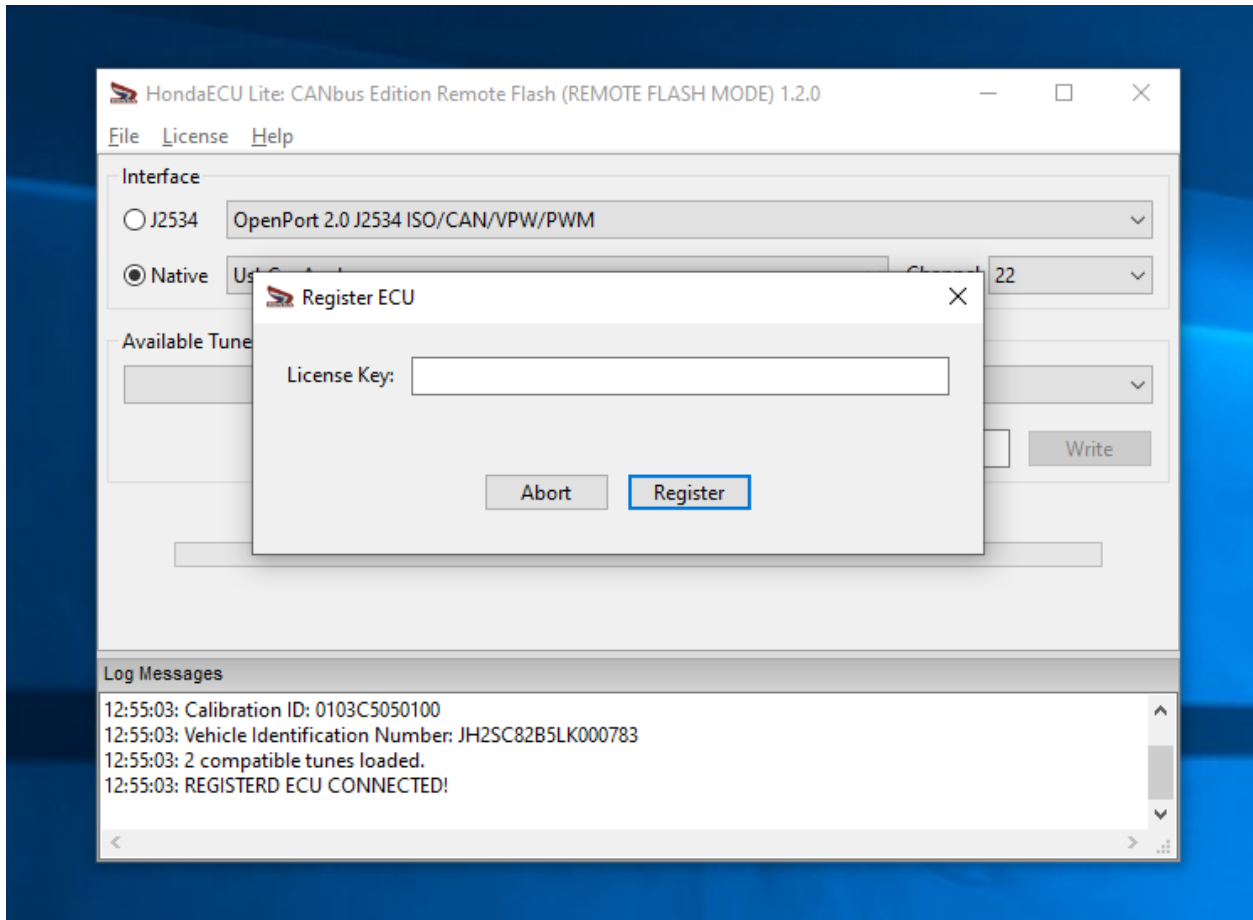 HondaECU Lite: CANbus Edition Remote Flash (REMOTE FLASH MODE) 1.2.0
File License Help
Interface
J2534 OpenPort 2.0 J2534 ISO/CAN/VPW/PWM
Native 22
Register ECU
Available Tune
License Key:
Write
Abort Register
Log Messages
12:55:03: Calibration ID: 0103C5050100
12:55:03: Vehicle Identification Number: JH2SC82B5LK000783
12:55:03: 2 compatible tunes loaded.
12:55:03: REGISTERD ECU CONNECTED!